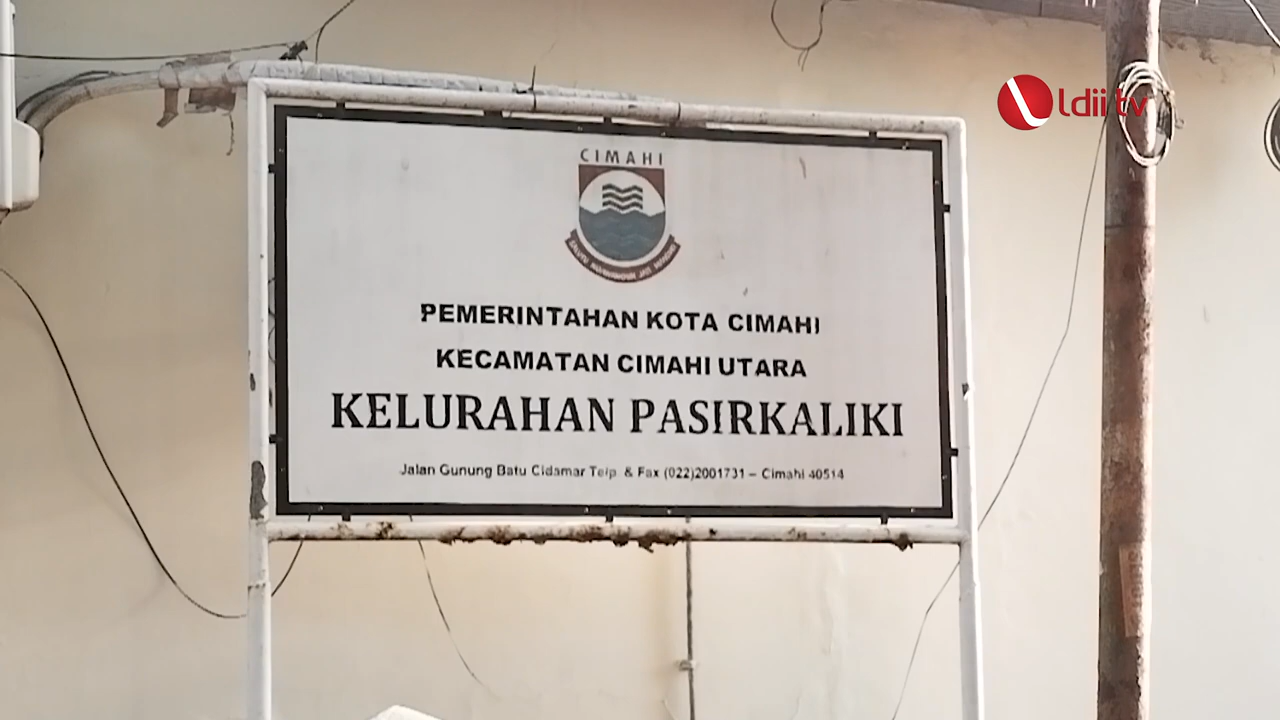 ldii tv
CIMAHI
PEMERINTAHAN KOTA CIMAHI
KECAMATAN CIMAHI UTARA
KELURAHAN PASIRKALIKI
Jalan Gunung Batu Cidamar Telp. & Fax (022)2001731 – Cimahi 40514